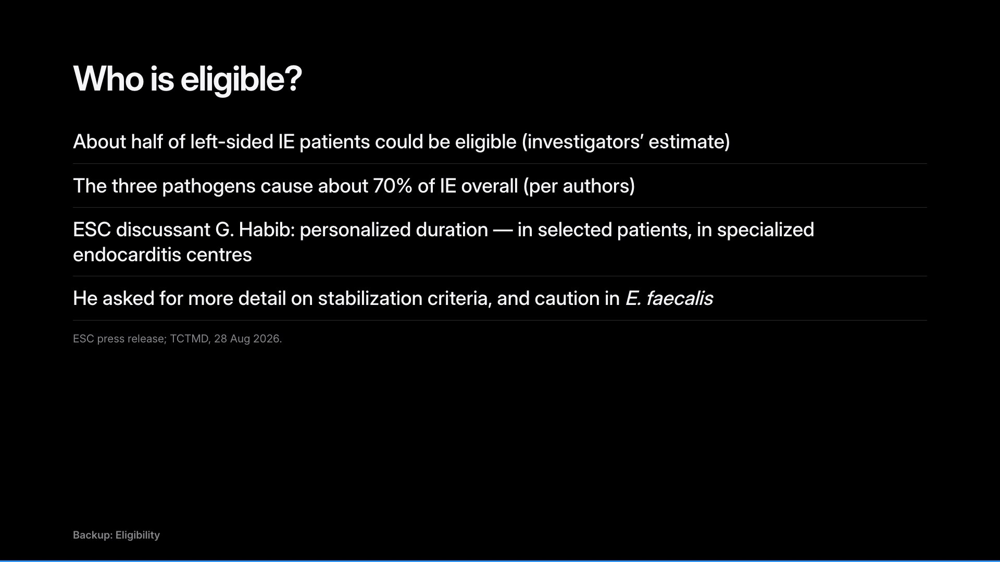 Who is eligible?
About half of left-sided IE patients could be eligible (investigators’ estimate)
The three pathogens cause about 70% of IE overall (per authors)
ESC discussant G. Habib: personalized duration — in selected patients, in specialized
endocarditis centres
He asked for more detail on stabilization criteria, and caution in E. faecalis
ESC press release; TCTMD, 28 Aug 2026.
Backup: Eligibility